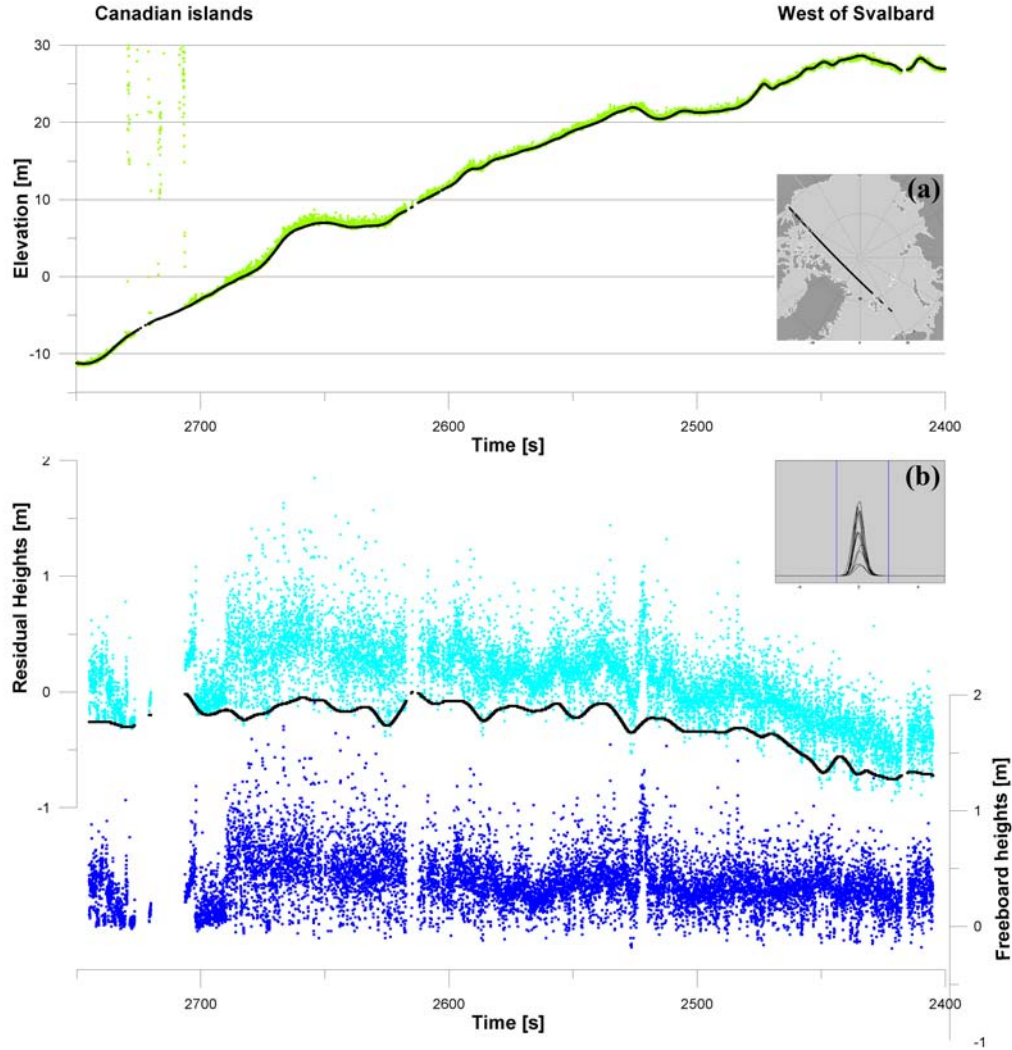 Canadian islands West of Svalbard
30
20
10
0
-10
Elevation [m]
(a)
2700 2600 2500 2400
Time [s]
2
1
0
-1
Residual Heights [m]
(b)
2
1
0
-1
Freeboard heights [m]
2700 2600 2500 2400
Time [s]